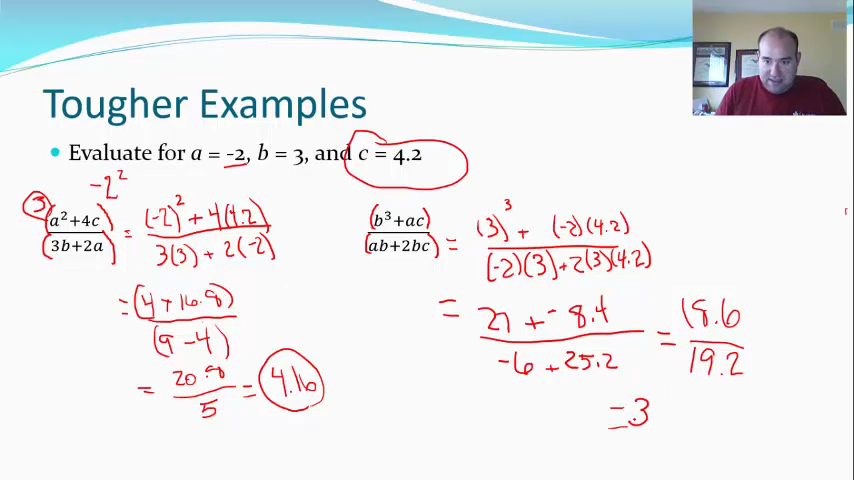 Tougher Examples
• Evaluate for a = -2, b = 3, and c = 4.2
-2²
③ (a² + 4c) / (3b + 2a) = ((-2)² + 4(4.2)) / (3(3) + 2(-2))
= (4 + 16.8) / (9 - 4)
= 20.8 / 5 = 4.16
(b³ + ac) / (ab + 2bc) = ((3)³ + (-2)(4.2)) / ((-2)(3) + 2(3)(4.2))
= (27 + -8.4) / (-6 + 25.2) = 18.6 / 19.2
= 3